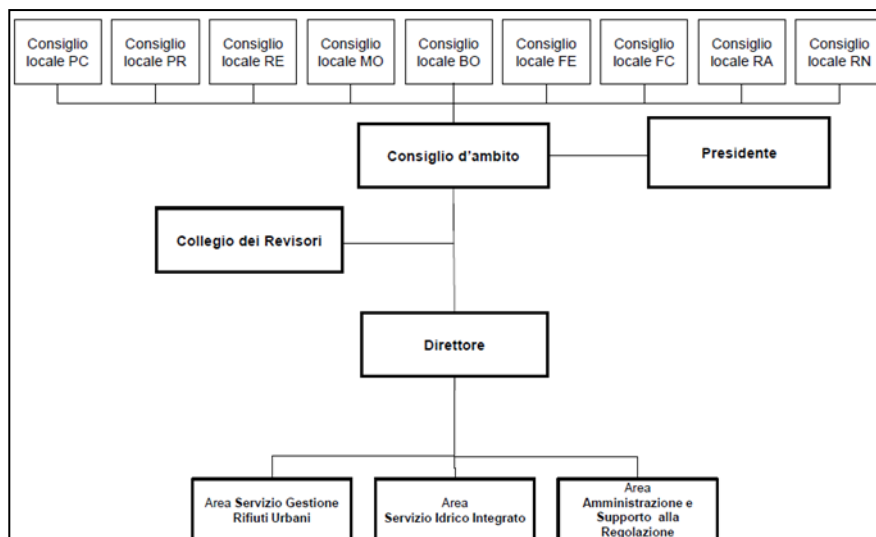 Consiglio
locale PC
Consiglio
locale PR
Consiglio
locale RE
Consiglio
locale MO
Consiglio
locale BO
Consiglio
locale FE
Consiglio
locale FC
Consiglio
locale RA
Consiglio
locale RN
Consiglio d'ambito
Presidente
Collegio dei Revisori
Direttore
Area Servizio Gestione
Rifiuti Urbani
Area
Servizio Idrico Integrato
Area
Amministrazione e
Supporto alla
Regolazione